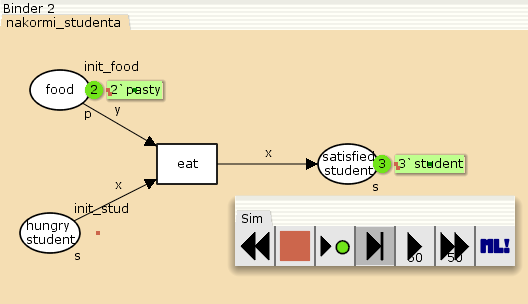 Binder 2
nakormi_studenta
init_food
food
2
2`pasty
p
y
eat
x
satisfied
student
3
3`student
s
x
init_stud
hungry
student
s
Sim
60
50
ML!